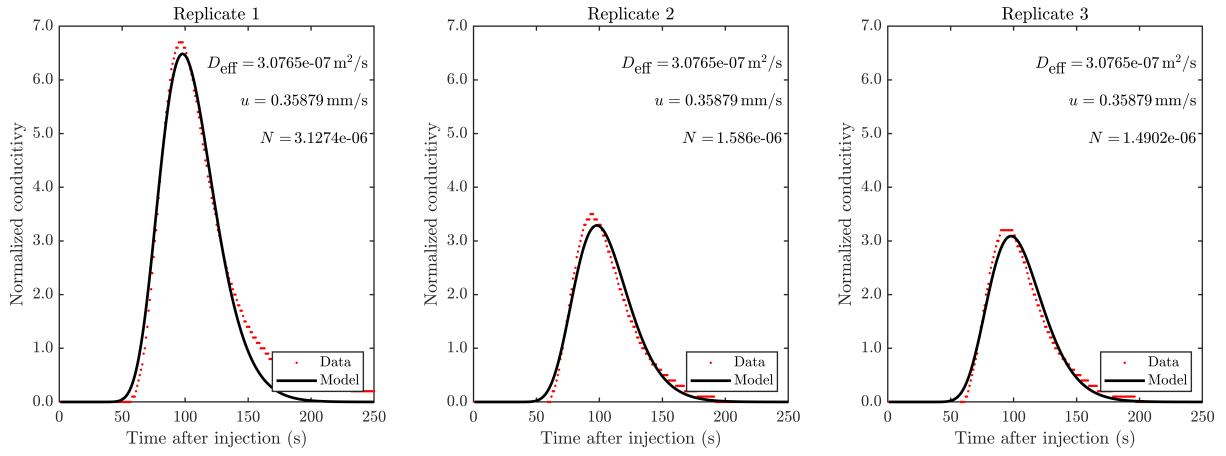 Replicate 1
Normalized conducitivy
7.0
6.0
5.0
4.0
3.0
2.0
1.0
0.0
D_eff = 3.0765e-07 m²/s
u = 0.35879 mm/s
N = 3.1274e-06
Data
Model
0 50 100 150 200 250
Time after injection (s)
Replicate 2
Normalized conducitivy
7.0
6.0
5.0
4.0
3.0
2.0
1.0
0.0
D_eff = 3.0765e-07 m²/s
u = 0.35879 mm/s
N = 1.586e-06
Data
Model
0 50 100 150 200 250
Time after injection (s)
Replicate 3
Normalized conducitivy
7.0
6.0
5.0
4.0
3.0
2.0
1.0
0.0
D_eff = 3.0765e-07 m²/s
u = 0.35879 mm/s
N = 1.4902e-06
Data
Model
0 50 100 150 200 250
Time after injection (s)